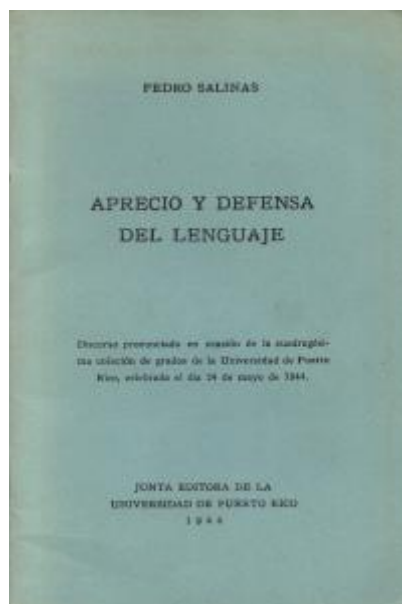 PEDRO SALINAS
APRECIO Y DEFENSA
DEL LENGUAJE
Discurso pronunciado en ocasión de la cuadragési-
ma colación de grados de la Universidad de Puerto
Rico, celebrada el día 24 de mayo de 1944.
JUNTA EDITORA DE LA
UNIVERSIDAD DE PUERTO RICO
1944